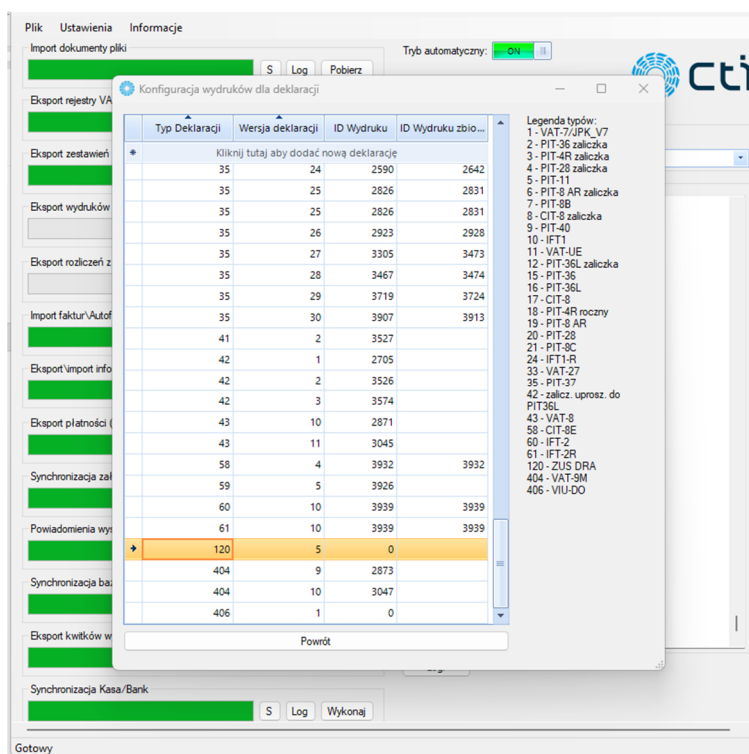 Plik Ustawienia Informacje
Import dokumenty pliki
S Log Pobierz
Tryb automatyczny: ON
cti
Konfiguracja wydruków dla deklaracji
Eksport rejestry VA
Eksport zestawień
Eksport wydruków
Eksport rozliczeń z
Import faktur\Autof
Eksport\import info
Eksport płatności (
Synchronizacja zał
Powiadomienia wys
Synchronizacja baz
Eksport kwitków w
Synchronizacja Kasa/Bank
S Log Wykonaj
Gotowy
Typ Deklaracji Wersja deklaracji ID Wydruku ID Wydruku zbio...
Kliknij tutaj aby dodać nową deklarację
35 24 2590 2642
35 25 2826 2831
35 25 2826 2831
35 26 2923 2928
35 27 3305 3473
35 28 3467 3474
35 29 3719 3724
35 30 3907 3913
41 2 3527
42 1 2705
42 2 3526
42 3 3574
43 10 2871
43 11 3045
58 4 3932 3932
59 5 3926
60 10 3939 3939
61 10 3939 3939
120 5 0
404 9 2873
404 10 3047
406 1 0
Powrót
Legenda typów:
1 - VAT-7/JPK_V7
2 - PIT-36 zaliczka
3 - PIT-4R zaliczka
4 - PIT-28 zaliczka
5 - PIT-11
6 - PIT-8 AR zaliczka
7 - PIT-8B
8 - CIT-8 zaliczka
9 - PIT-40
10 - IFT1
11 - VAT-UE
12 - PIT-36L zaliczka
15 - PIT-36
16 - PIT-36L
17 - CIT-8
18 - PIT-4R roczny
19 - PIT-8 AR
20 - PIT-28
21 - PIT-8C
24 - IFT1-R
33 - VAT-27
35 - PIT-37
42 - zalicz. uprosz. do
PIT36L
43 - VAT-8
58 - CIT-8E
60 - IFT-2
61 - IFT-2R
120 - ZUS DRA
404 - VAT-9M
406 - VIU-DO